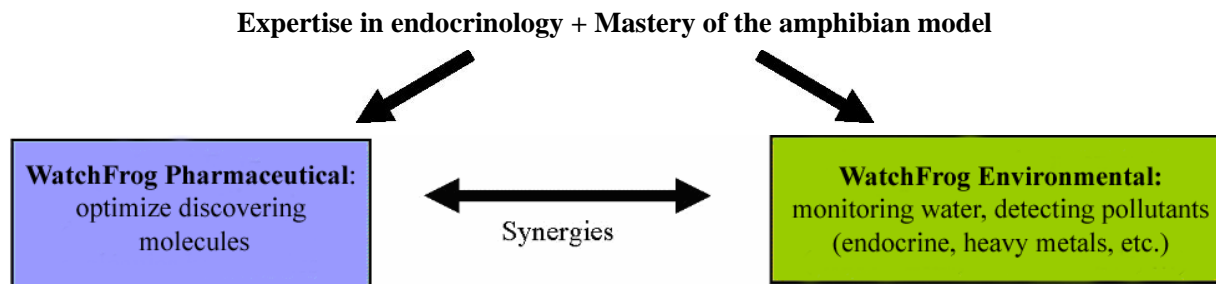 Expertise in endocrinology + Mastery of the amphibian model
WatchFrog Pharmaceutical:
optimize discovering
molecules
Synergies
WatchFrog Environmental:
monitoring water, detecting pollutants
(endocrine, heavy metals, etc.)